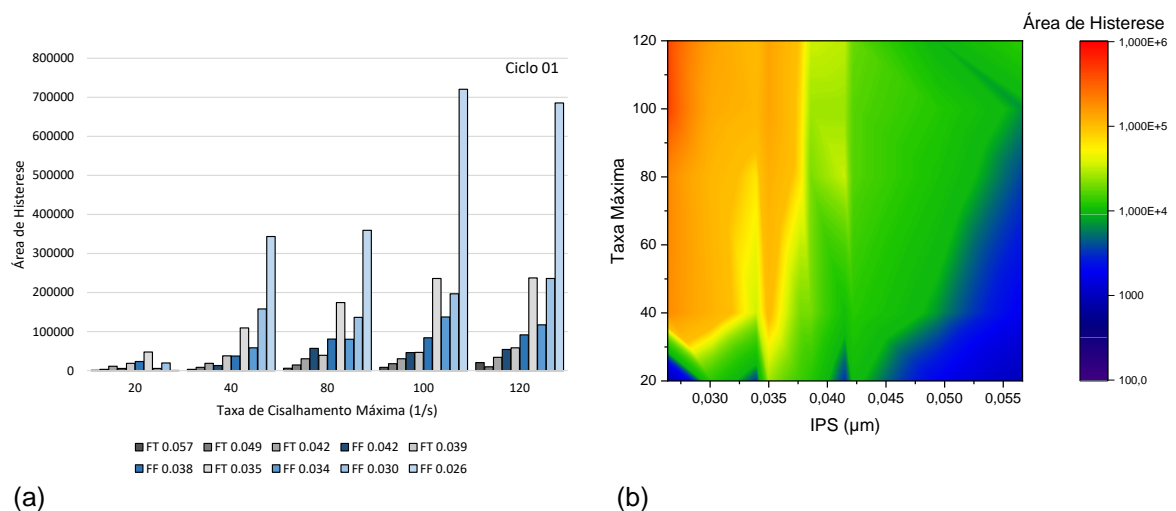 Ciclo 01
Área de Histerese
800000
700000
600000
500000
400000
300000
200000
100000
0
20 40 60 100 120
Taxa de Cisalhamento Máxima (1/s)
FT 0.057 FT 0.049 FT 0.042 FF 0.042 FT 0.039
FF 0.038 FT 0.035 FF 0.034 FF 0.030 FF 0.026
(a)
Área de Histerese
Taxa Máxima
120
100
80
60
40
20
0,030 0,035 0,040 0,045 0,050 0,055
IPS (µm)
1,000E+6
1,000E+5
1,000E+4
1000
100,0
(b)